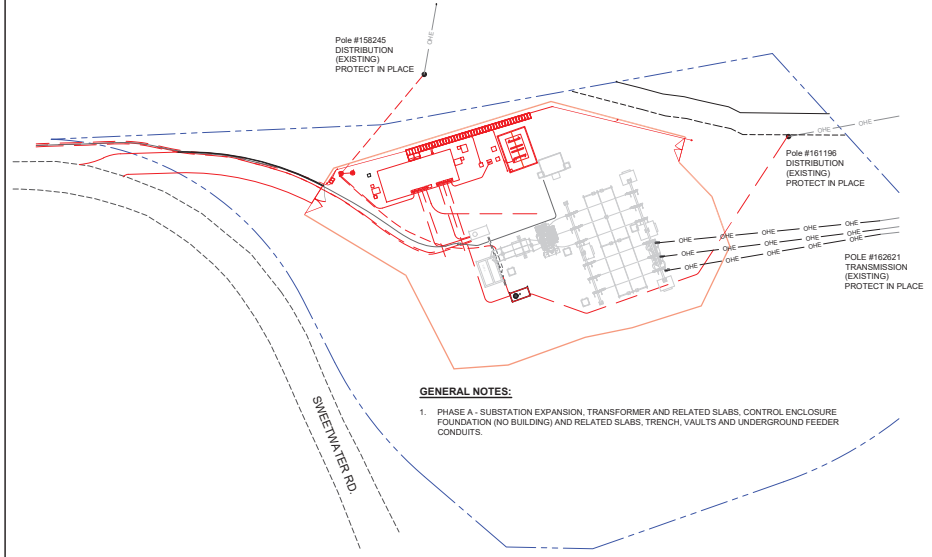 Pole #158245
DISTRIBUTION
(EXISTING)
PROTECT IN PLACE
OHE
OHE OHE OHE
Pole #161196
DISTRIBUTION
(EXISTING)
PROTECT IN PLACE
OHE OHE OHE
OHE OHE OHE
OHE OHE OHE
POLE #162621
TRANSMISSION
(EXISTING)
PROTECT IN PLACE
SWEETWATER RD.
GENERAL NOTES:
1. PHASE A - SUBSTATION EXPANSION, TRANSFORMER AND RELATED SLABS, CONTROL ENCLOSURE
FOUNDATION (NO BUILDING) AND RELATED SLABS, TRENCH, VAULTS AND UNDERGROUND FEEDER
CONDUITS.